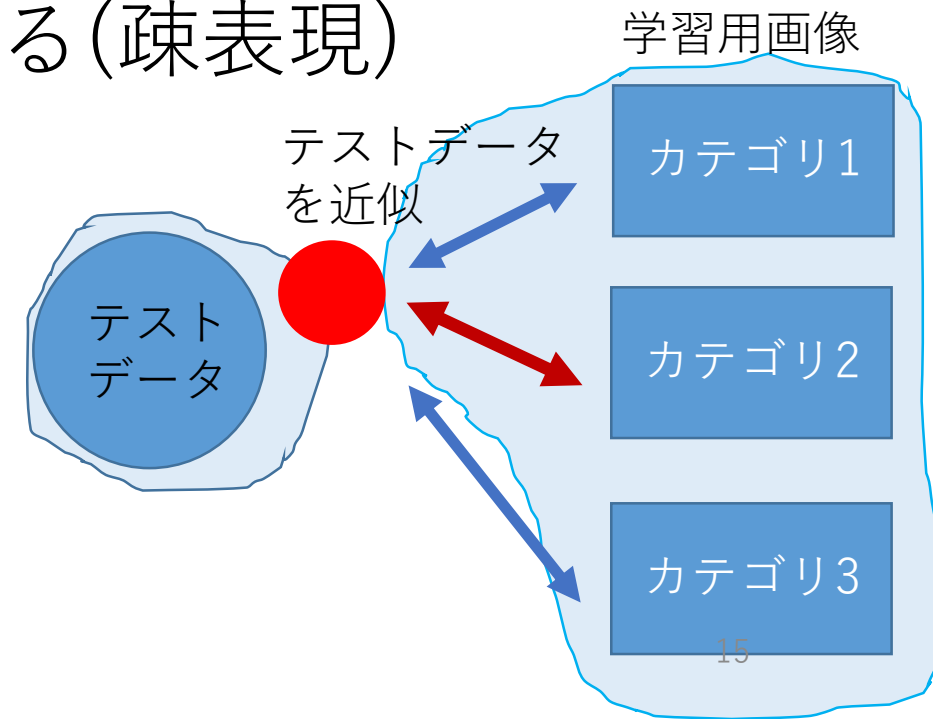 る(疎表現)
学習用画像
テストデータ
を近似
カテゴリ1
テスト
データ
カテゴリ2
カテゴリ3
15